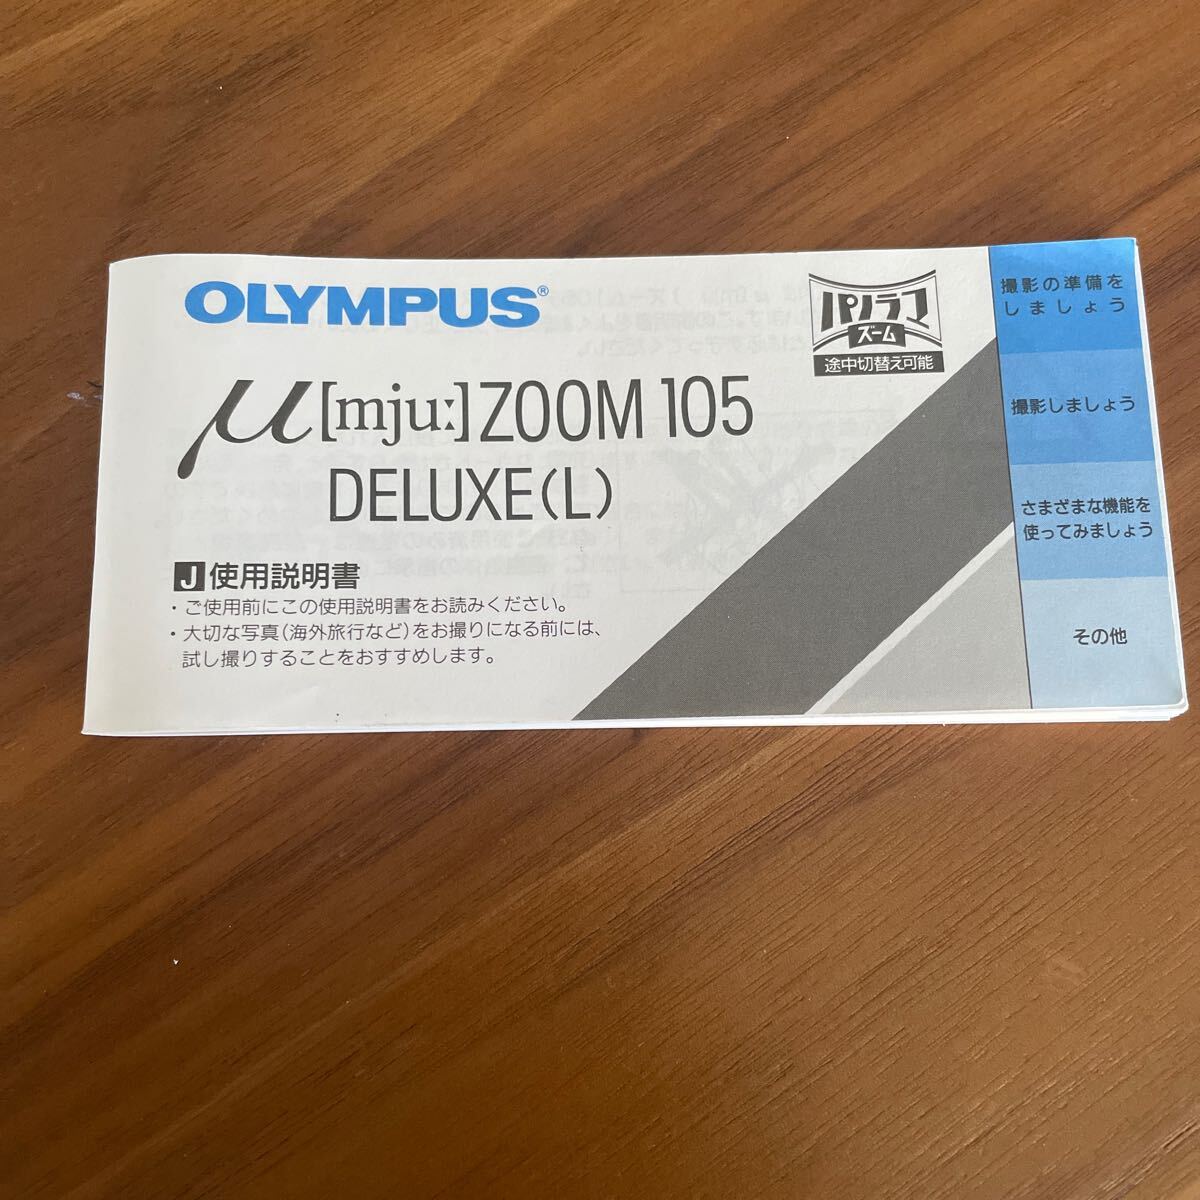 OLYMPUS®
μ[mju:]ZOOM 105
DELUXE(L)
J 使用説明書
・ご使用前にこの使用説明書をお読みください。
・大切な写真(海外旅行など)をお撮りになる前には、
試し撮りすることをおすすめします。
パノラマ
ズーム
途中切替え可能
撮影の準備を
しましょう
撮影しましょう
さまざまな機能を
使ってみましょう
その他